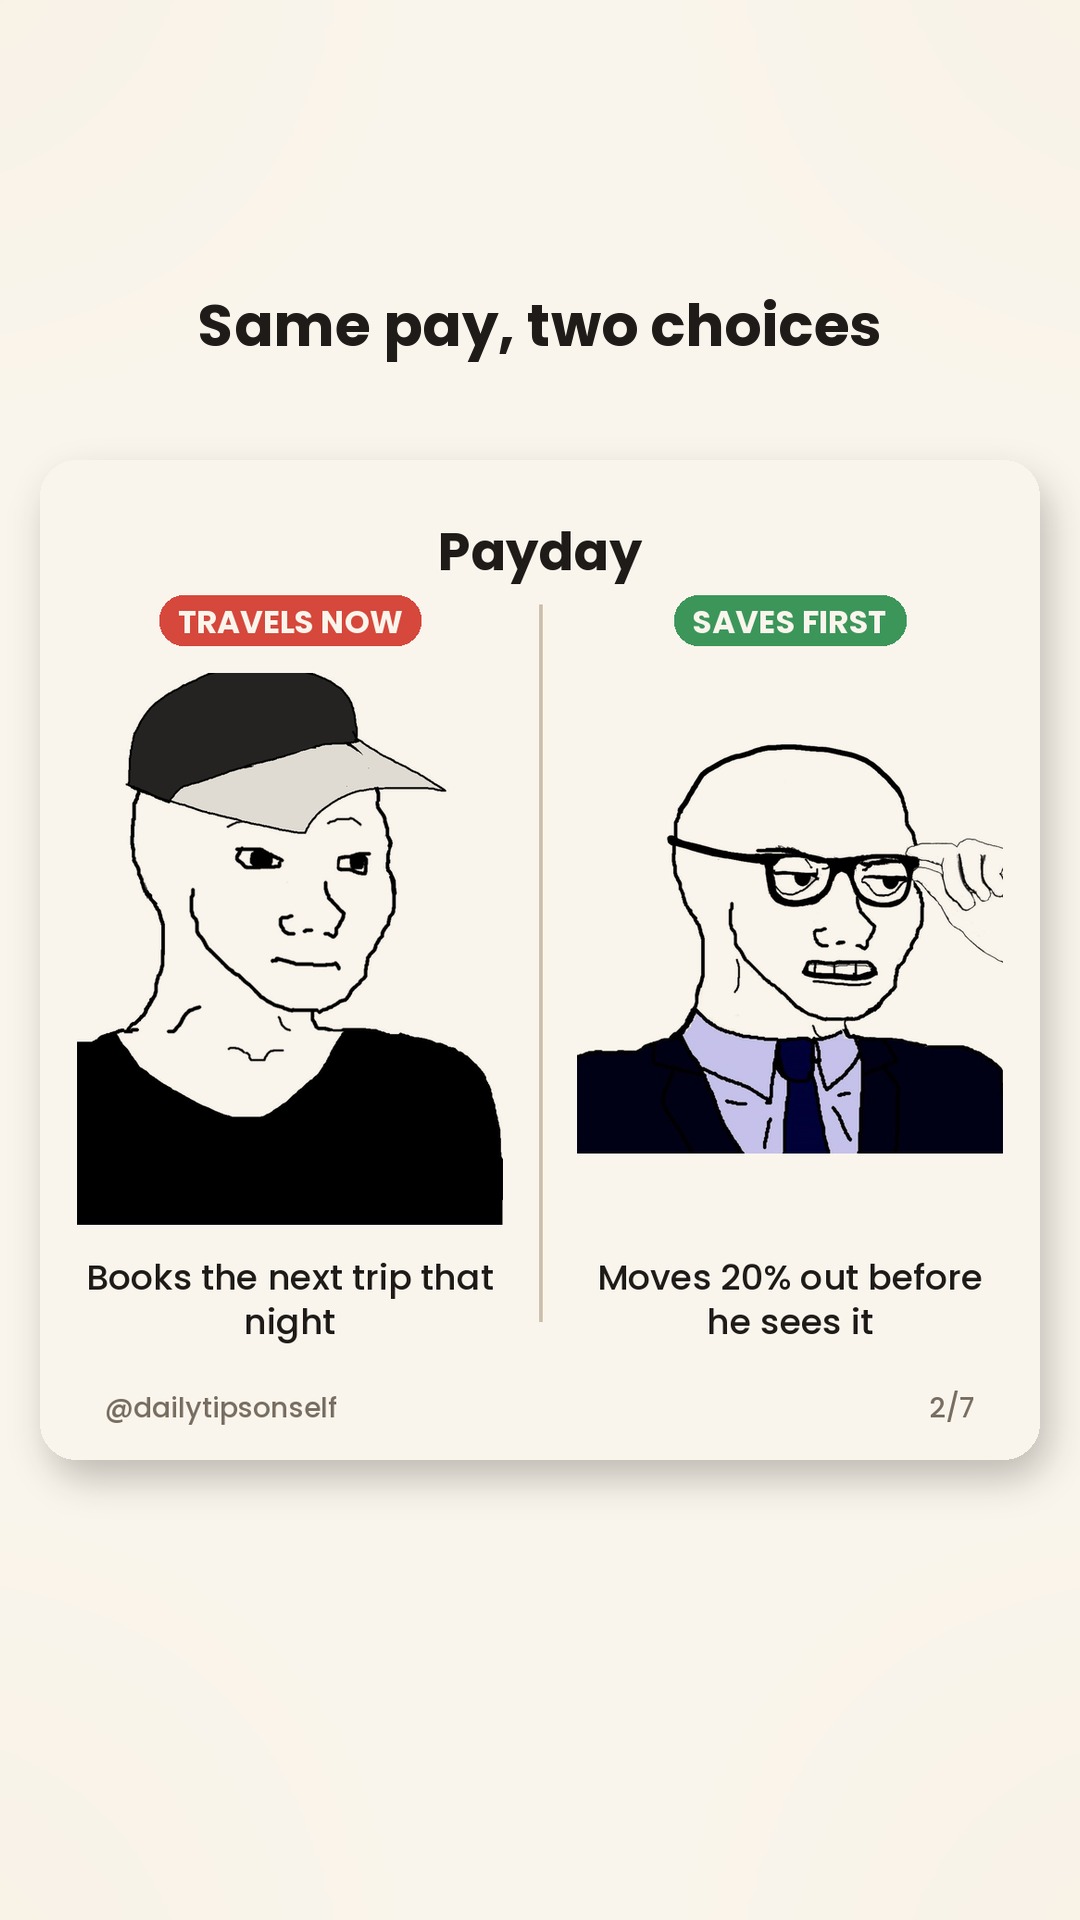 Same pay, two choices
Payday
TRAVELS NOW
SAVES FIRST
Books the next trip that
night
Moves 20% out before
he sees it
@dailytipsonself
2/7